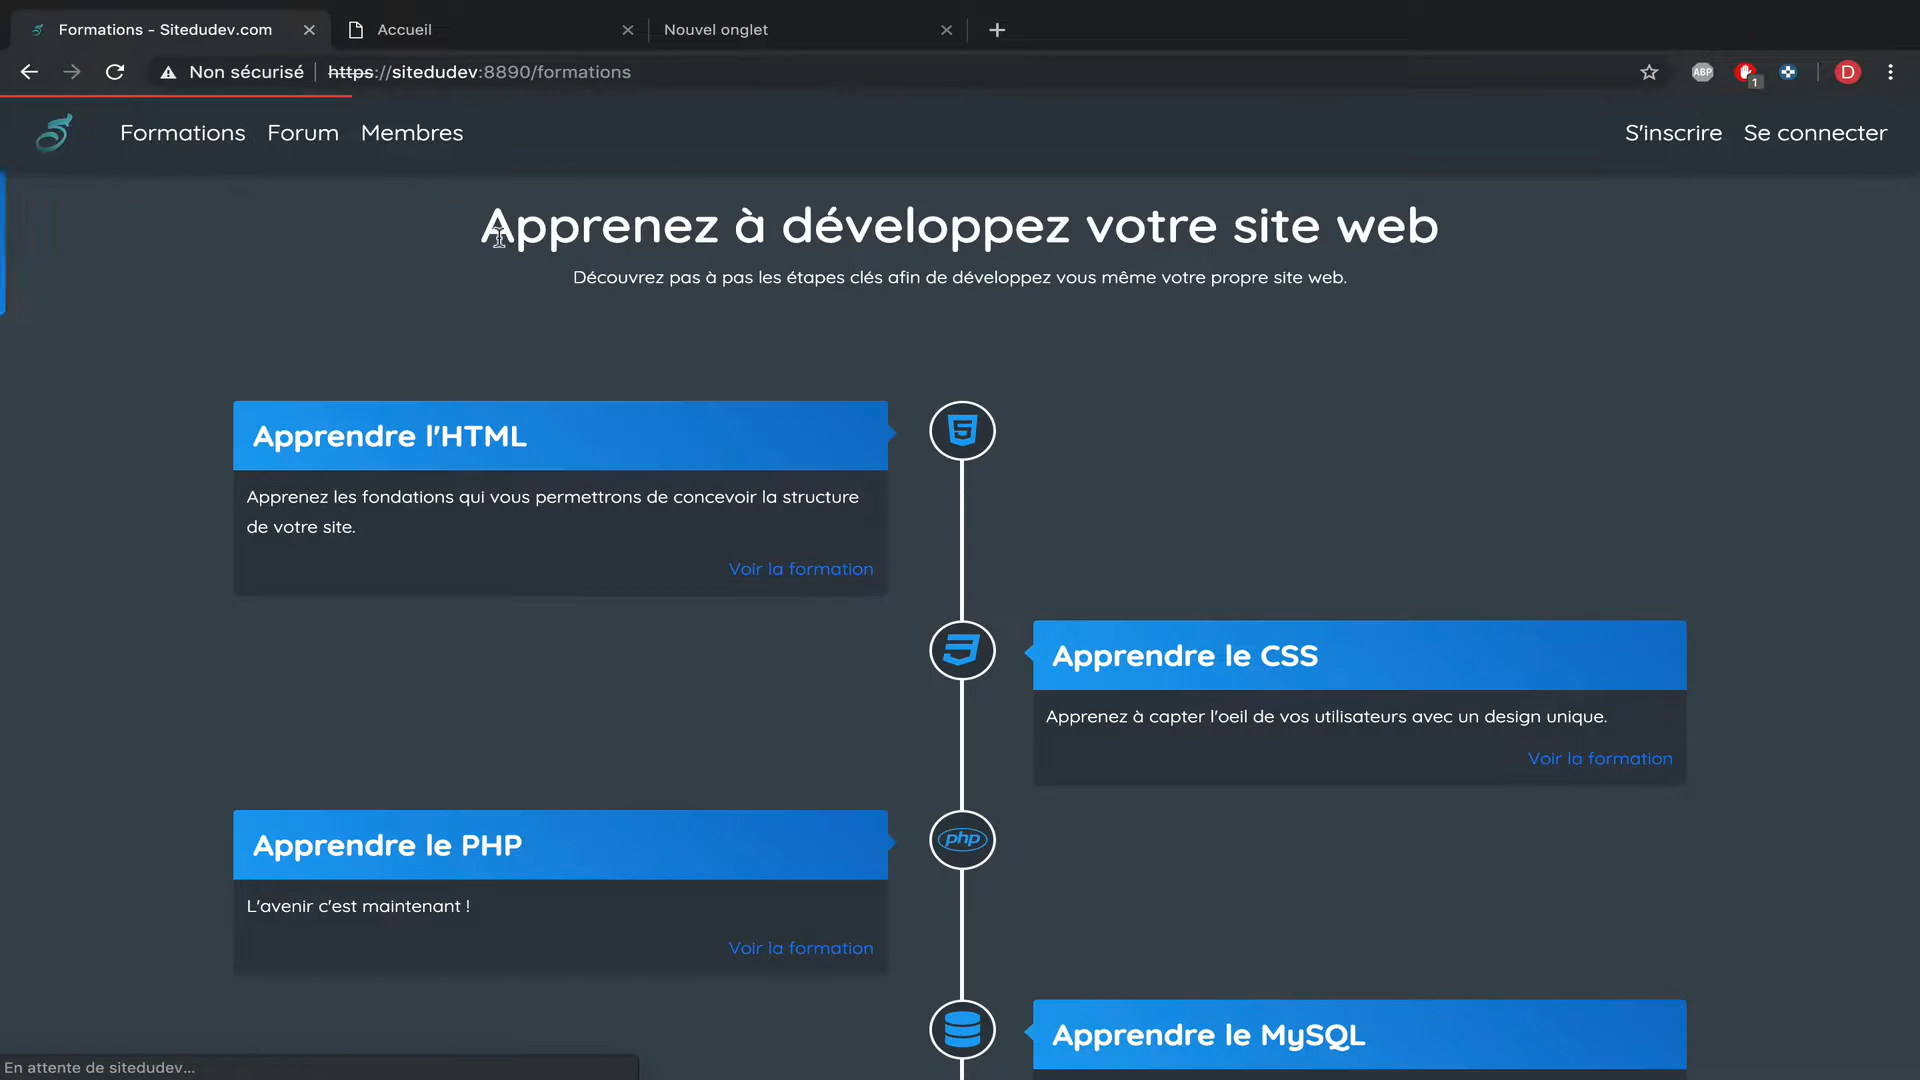 Formations - Sitedudev.com
Accueil
Nouvel onglet
Non sécurisé
https://sitedudev:8890/formations
ABP
1
D
Formations
Forum
Membres
S'inscrire
Se connecter
Apprenez à développez votre site web
Découvrez pas à pas les étapes clés afin de développez vous même votre propre site web.
Apprendre l'HTML
5
Apprenez les fondations qui vous permettrons de concevoir la structure
de votre site.
Voir la formation
Apprendre le CSS
Apprenez à capter l'oeil de vos utilisateurs avec un design unique.
Voir la formation
Apprendre le PHP
php
L'avenir c'est maintenant !
Voir la formation
Apprendre le MySQL
En attente de sitedudev...